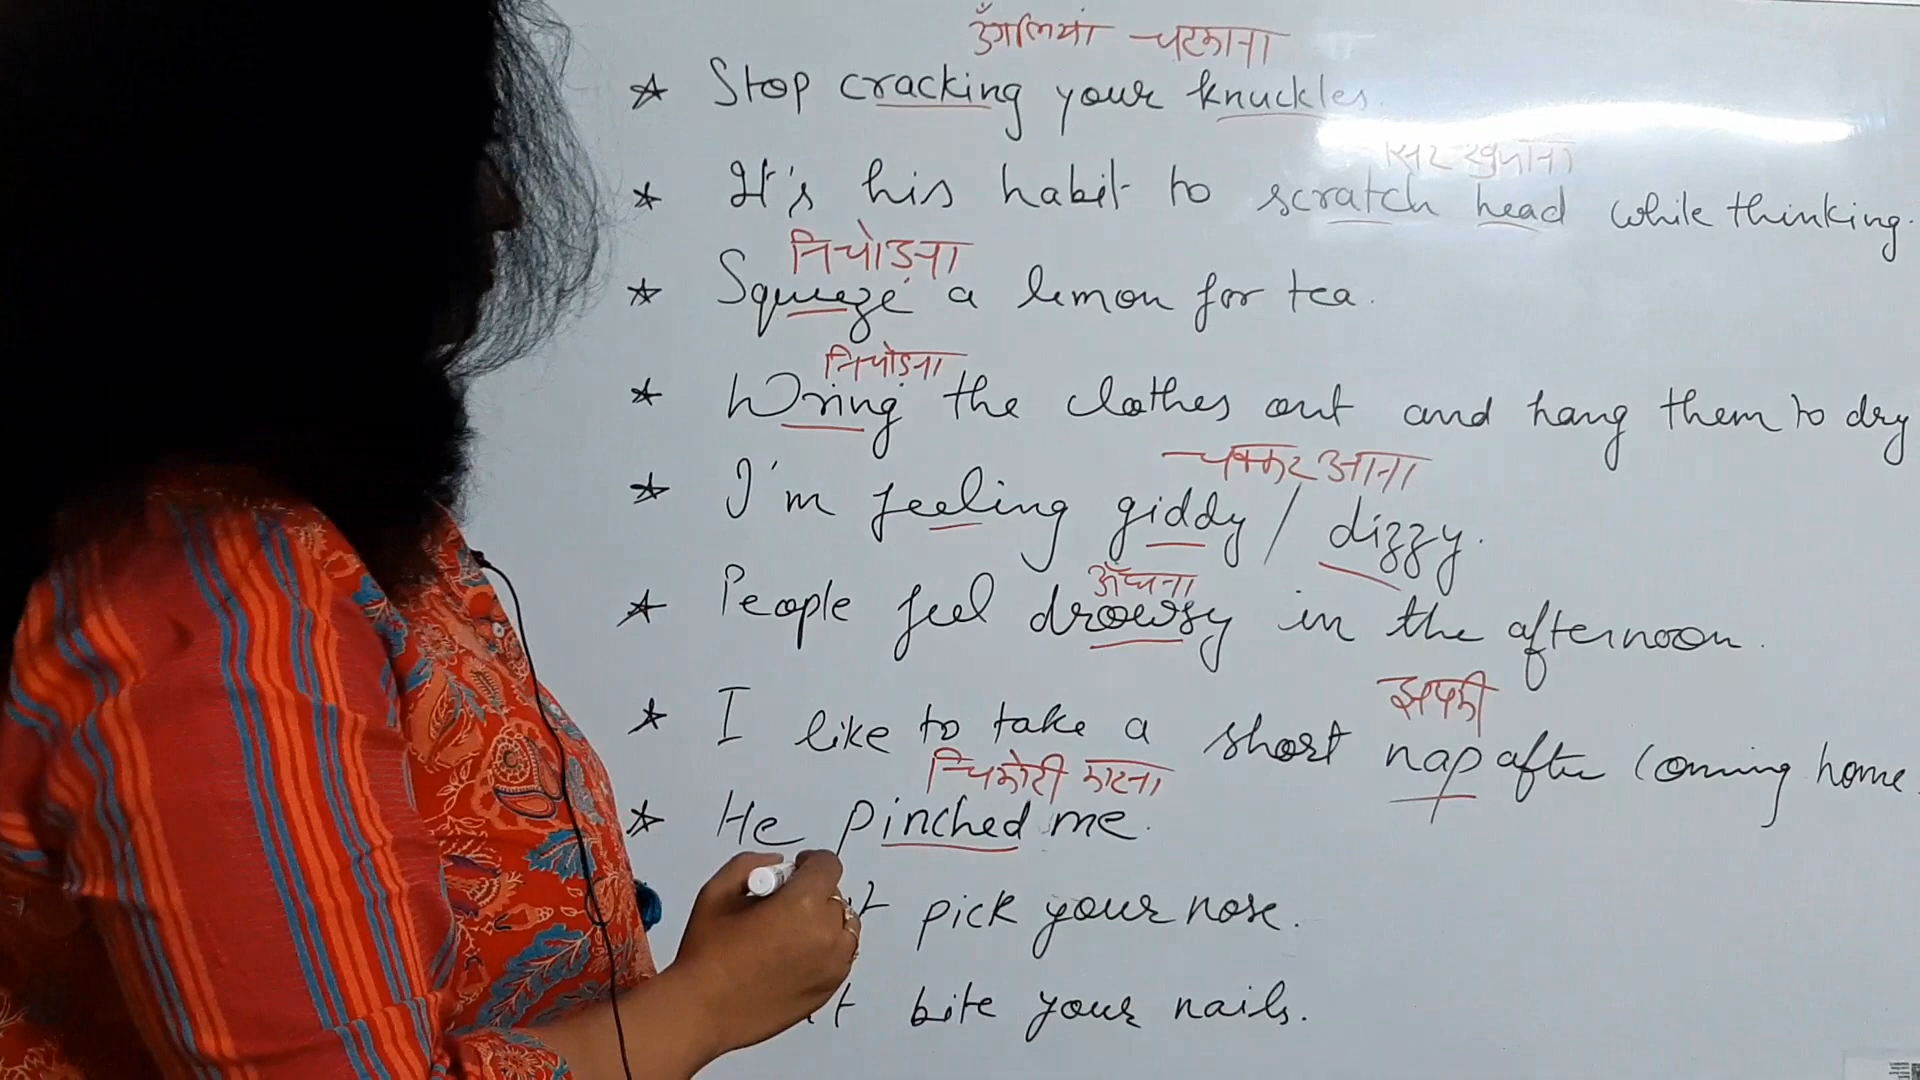 उँगलियां चटकाना
☆ Stop cracking your knuckles.
सिर खुजाना
☆ It's his habit to scratch head while thinking.
निचोड़ना
☆ Squeeze a lemon for tea.
निचोड़ना
☆ Wring the clothes out and hang them to dry
चक्कर आना
☆ I'm feeling giddy / dizzy.
ऊँघना
☆ People feel drowsy in the afternoon.
झपकी
☆ I like to take a short nap after coming home.
चिकोटी काटना
☆ He pinched me.
pick your nose.
bite your nails.